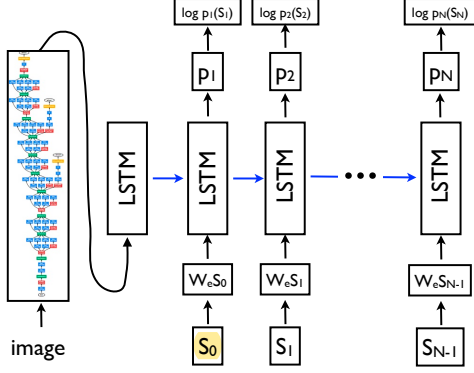 log p1(S1) log p2(S2) log pN(SN)
p1 p2 pN
LSTM LSTM LSTM ••• LSTM
WeS0 WeS1 WeSN-1
image S0 S1 SN-1